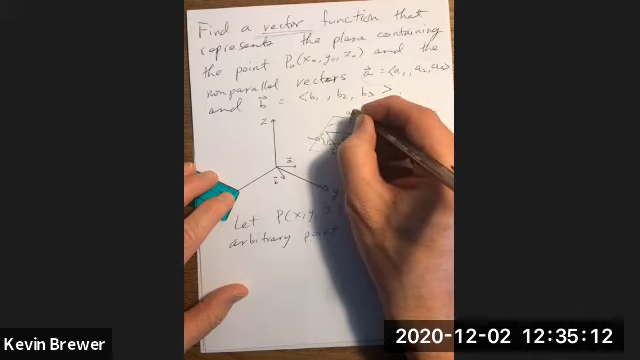 Find a vector function that
represents the plane containing
the point P₀(x₀, y₀, z₀) and the
nonparallel vectors a⃗ = <a₁, a₂, a₃>
and b⃗ = <b₁, b₂, b₃>.
z
a⃗
b⃗
y
Let P(x, y, z
arbitrary point
Kevin Brewer
2020-12-02 12:35:12